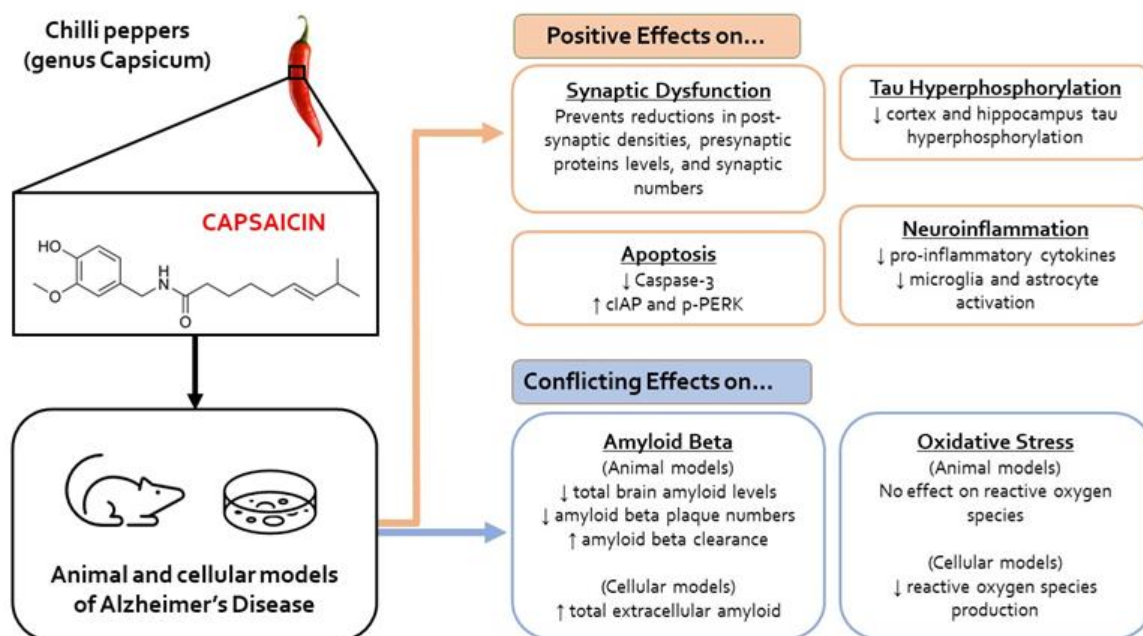 Chilli peppers
(genus Capsicum)
CAPSAICIN
HO
O
N
H
O
Animal and cellular models
of Alzheimer's Disease
Positive Effects on...
Synaptic Dysfunction
Prevents reductions in post-
synaptic densities, presynaptic
proteins levels, and synaptic
numbers
Tau Hyperphosphorylation
↓ cortex and hippocampus tau
hyperphosphorylation
Apoptosis
↓ Caspase-3
↑ cIAP and p-PERK
Neuroinflammation
↓ pro-inflammatory cytokines
↓ microglia and astrocyte
activation
Conflicting Effects on...
Amyloid Beta
(Animal models)
↓ total brain amyloid levels
↓ amyloid beta plaque numbers
↑ amyloid beta clearance
(Cellular models)
↑ total extracellular amyloid
Oxidative Stress
(Animal models)
No effect on reactive oxygen
species
(Cellular models)
↓ reactive oxygen species
production